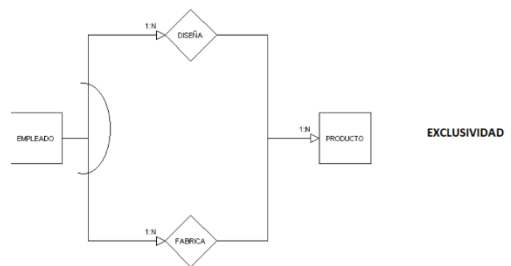 1:N
DISEÑA
EMPLEADO
1:N
PRODUCTO
EXCLUSIVIDAD
1:N
FABRICA